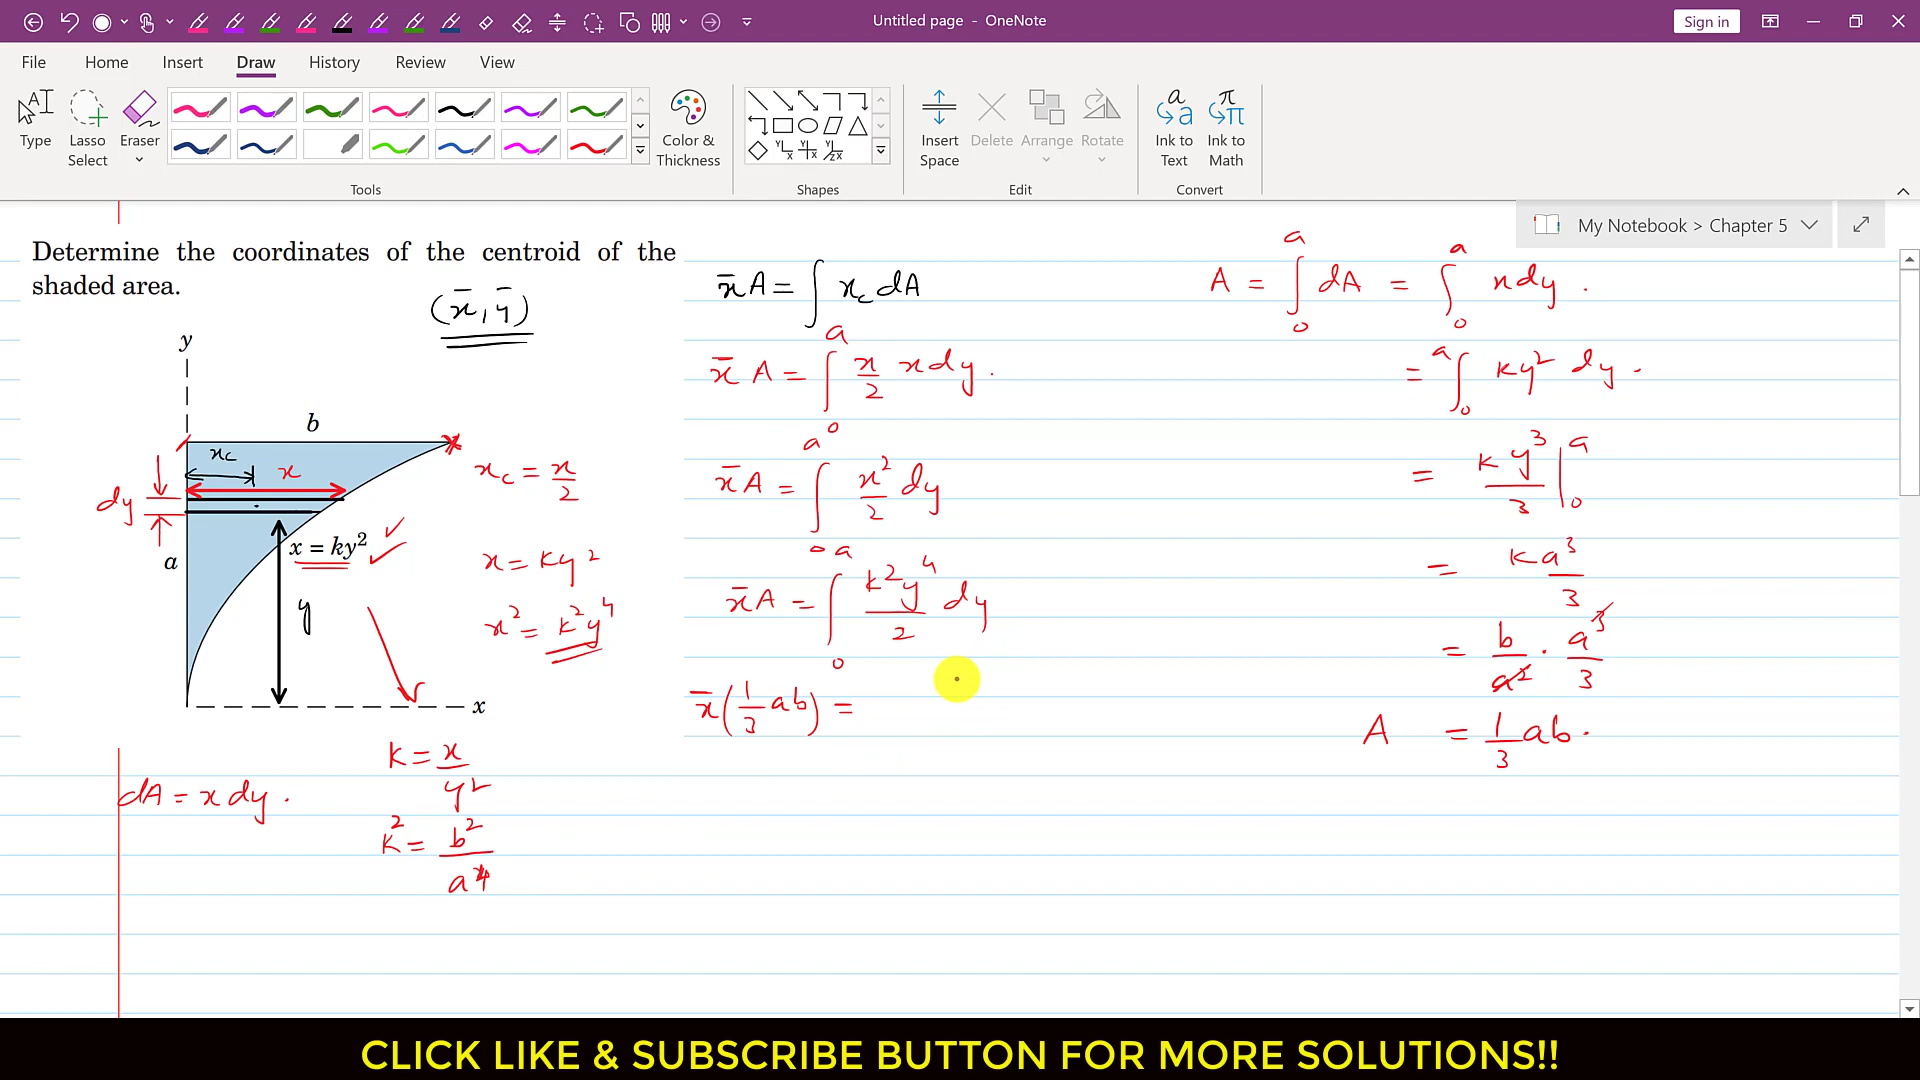 Untitled page - OneNote
Sign in
File Home Insert Draw History Review View
Type
Lasso Select
Eraser
Color & Thickness
Insert Space
Delete
Arrange
Rotate
Ink to Text
Ink to Math
Tools
Shapes
Edit
Convert
My Notebook > Chapter 5
Determine the coordinates of the centroid of the
shaded area.
(x̄, ȳ)
y
b
x_c
x
dy
a
x = ky²
y
x
x_c = x/2
x = ky²
x² = k²y⁴
dA = x dy.
K = x/y²
K² = b²/a⁴
x̄A = ∫ x_c dA
x̄A = ∫₀ᵃ x/2 x dy.
x̄A = ∫₀ᵃ x²/2 dy
x̄A = ∫₀ᵃ k²y⁴/2 dy
x̄(1/3 ab) =
A = ∫₀ᵃ dA = ∫₀ᵃ x dy.
= ∫₀ᵃ ky² dy.
= k y³/3 |₀ᵃ
= k a³/3
= b/a² · a³/3
A = 1/3 ab.
CLICK LIKE & SUBSCRIBE BUTTON FOR MORE SOLUTIONS!!